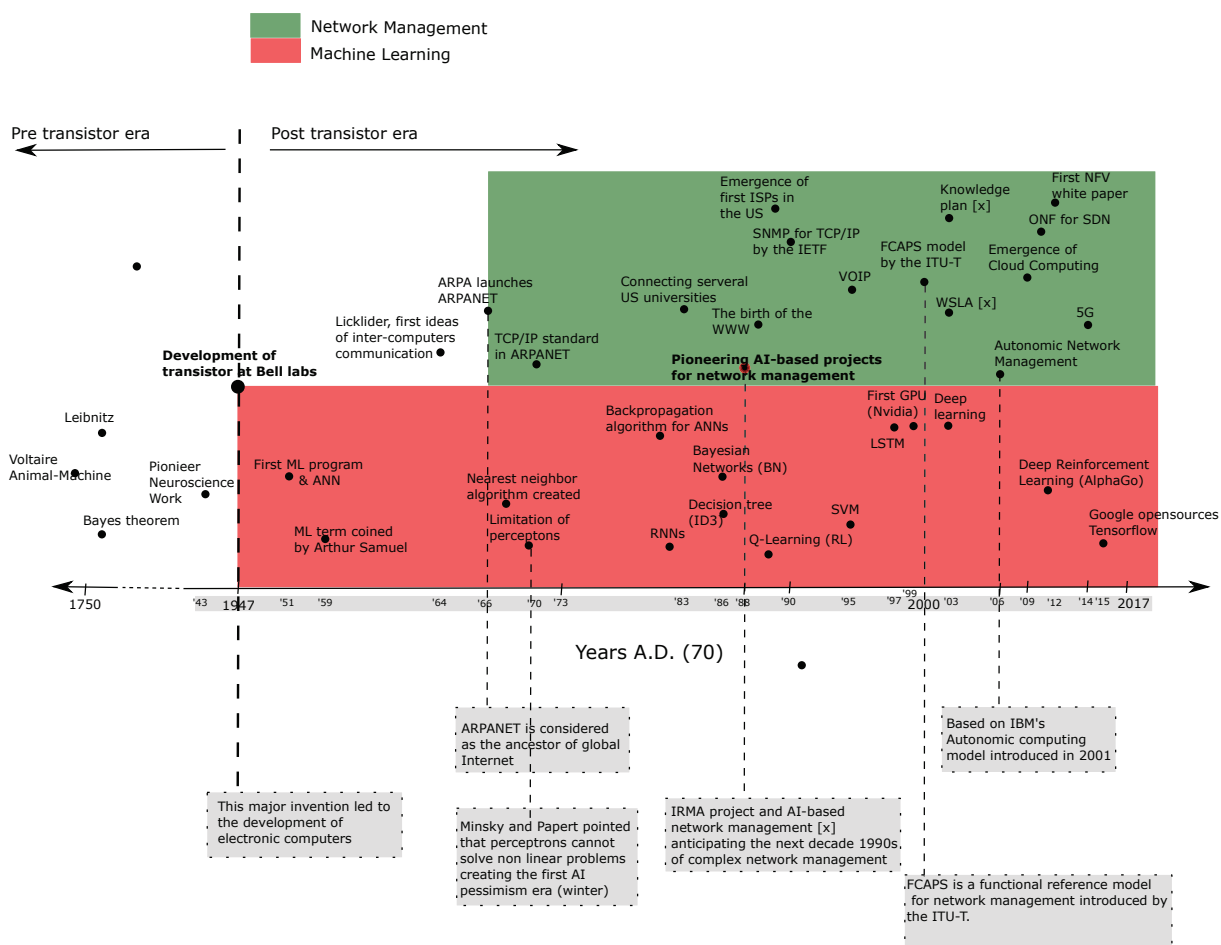 Network Management
Machine Learning
Pre transistor era
Post transistor era
Emergence of
first ISPs in
the US
SNMP for TCP/IP
by the IETF
Knowledge
plan [x]
First NFV
white paper
ONF for SDN
FCAPS model
by the ITU-T
Emergence of
Cloud Computing
VOIP
ARPA launches
ARPANET
Connecting serveral
US universities
The birth of the
WWW
WSLA [x]
5G
Licklider, first ideas
of inter-computers
communication
TCP/IP standard
in ARPANET
Autonomic Network
Management
Development of
transistor at Bell labs
Pioneering AI-based projects
for network management
Leibnitz
Voltaire
Animal-Machine
Pionieer
Neuroscience
Work
Bayes theorem
First ML program
& ANN
ML term coined
by Arthur Samuel
Nearest neighbor
algorithm created
Limitation of
perceptons
Backpropagation
algorithm for ANNs
Bayesian
Networks (BN)
Decision tree
(ID3)
RNNs
Q-Learning (RL)
SVM
First GPU
(Nvidia)
LSTM
Deep
learning
Deep Reinforcement
Learning (AlphaGo)
Google opensources
Tensorflow
1750
'43
1947
'51
'59
'64
'66
'70
'73
'83
'86
'88
'90
'95
'97
'99
2000
'03
'06
'09
'12
'14
'15
2017
Years A.D. (70)
ARPANET is considered
as the ancestor of global
Internet
Based on IBM's
Autonomic computing
model introduced in 2001
This major invention led to
the development of
electronic computers
Minsky and Papert pointed
that perceptrons cannot
solve non linear problems
creating the first AI
pessimism era (winter)
IRMA project and AI-based
network management [x]
anticipating the next decade 1990s
of complex network management
FCAPS is a functional reference model
for network management introduced by
the ITU-T.